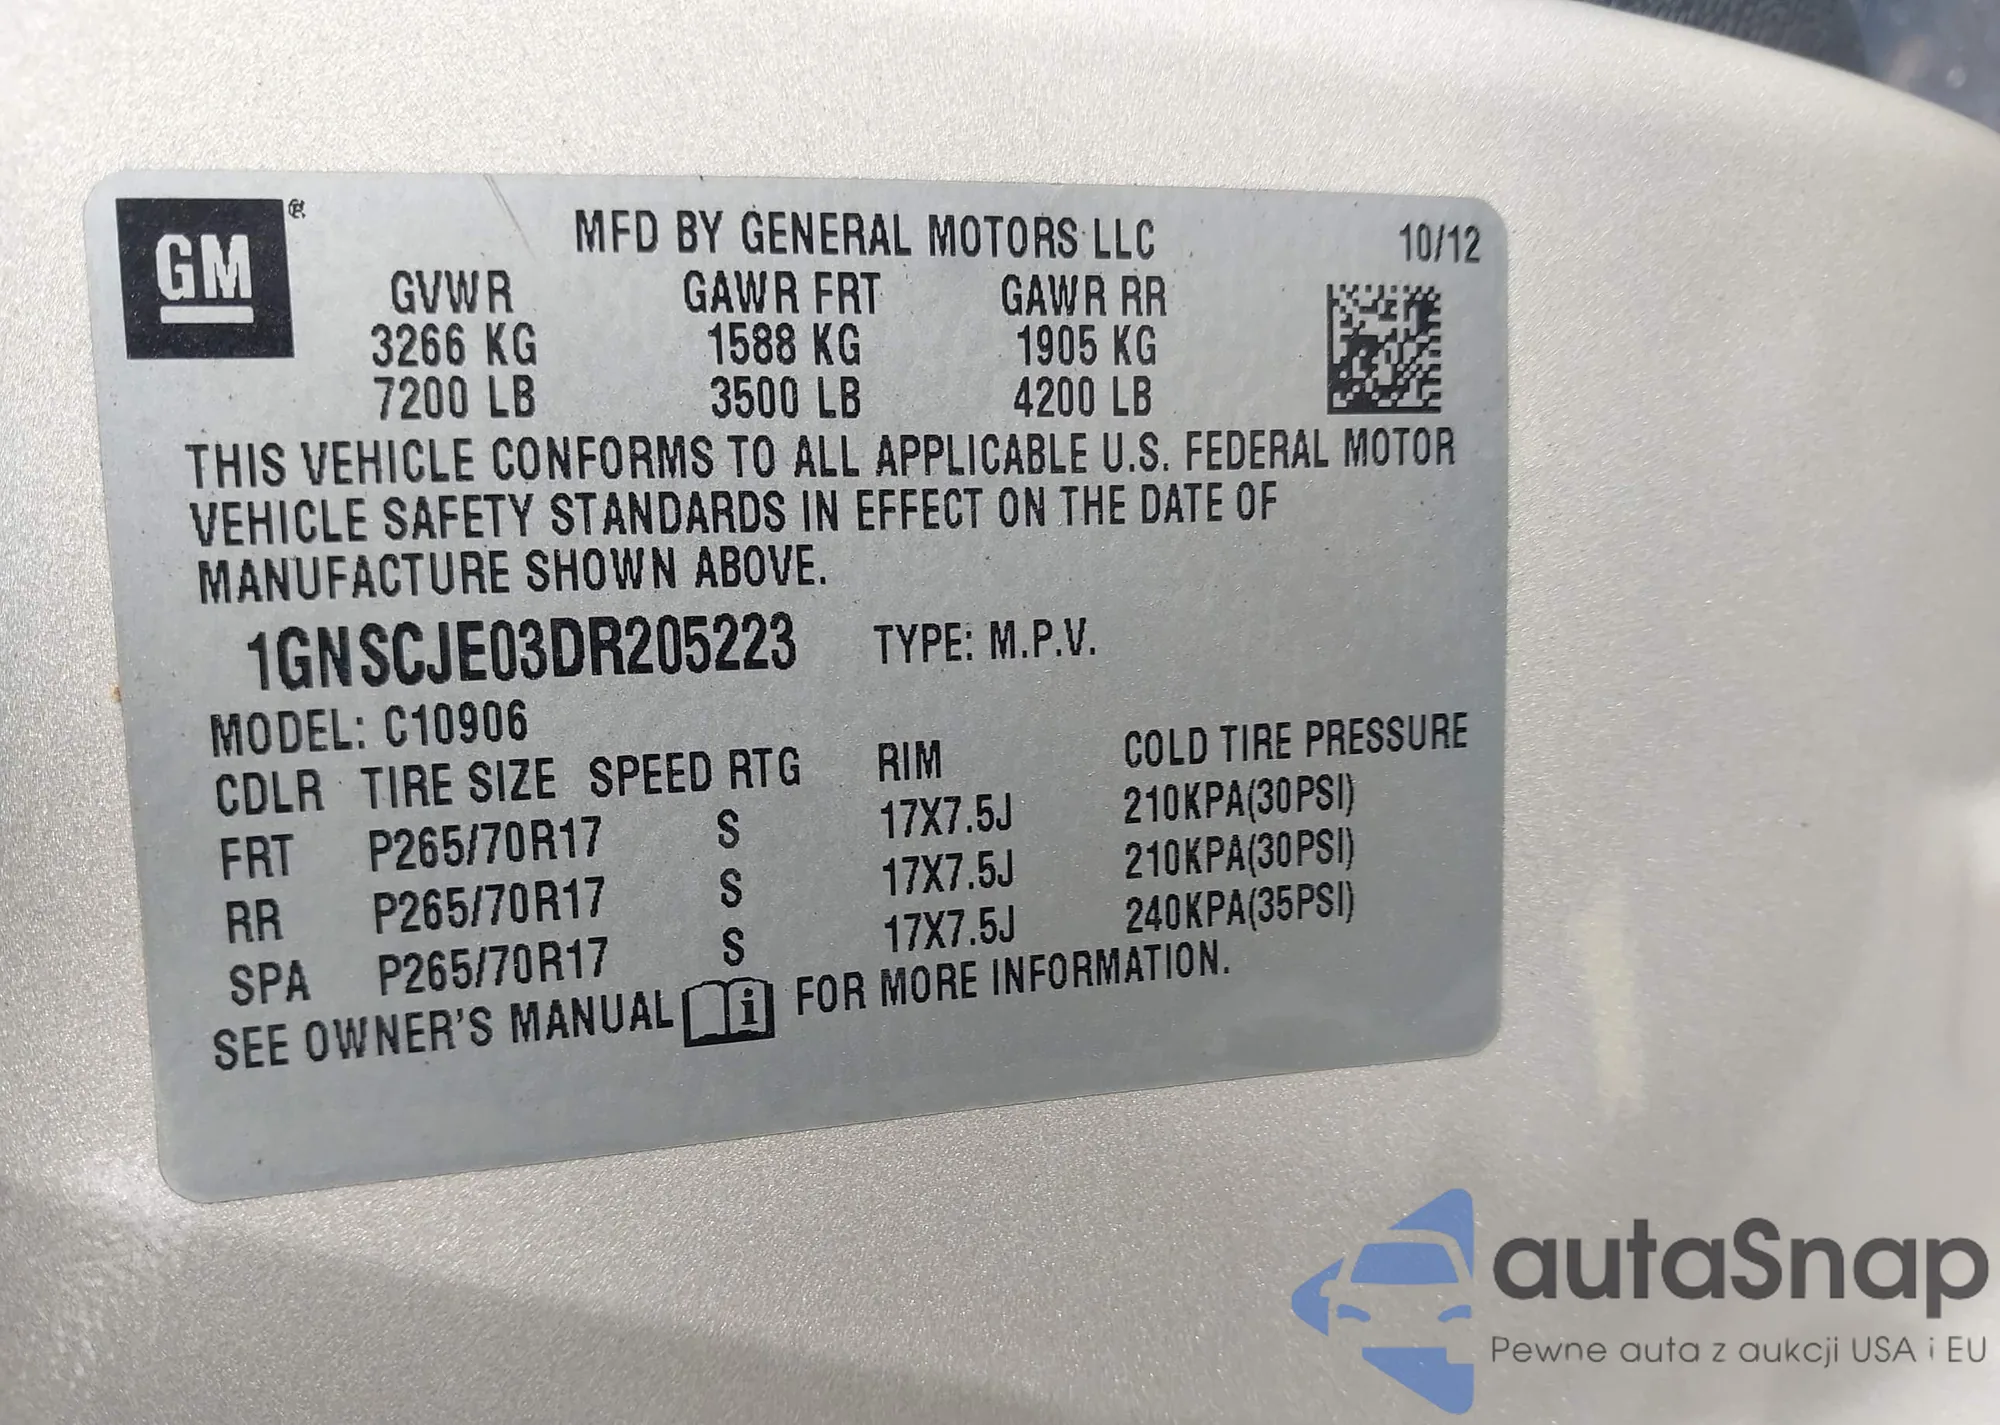 GM®
MFD BY GENERAL MOTORS LLC 10/12
GVWR GAWR FRT GAWR RR
3266 KG 1588 KG 1905 KG
7200 LB 3500 LB 4200 LB
THIS VEHICLE CONFORMS TO ALL APPLICABLE U.S. FEDERAL MOTOR
VEHICLE SAFETY STANDARDS IN EFFECT ON THE DATE OF
MANUFACTURE SHOWN ABOVE.
1GNSCJE03DR205223 TYPE: M.P.V.
MODEL: C10906
CDLR TIRE SIZE SPEED RTG RIM COLD TIRE PRESSURE
FRT P265/70R17 S 17X7.5J 210KPA(30PSI)
RR P265/70R17 S 17X7.5J 210KPA(30PSI)
SPA P265/70R17 S 17X7.5J 240KPA(35PSI)
SEE OWNER'S MANUAL i FOR MORE INFORMATION.
autaSnap
Pewne auta z aukcji USA i EU